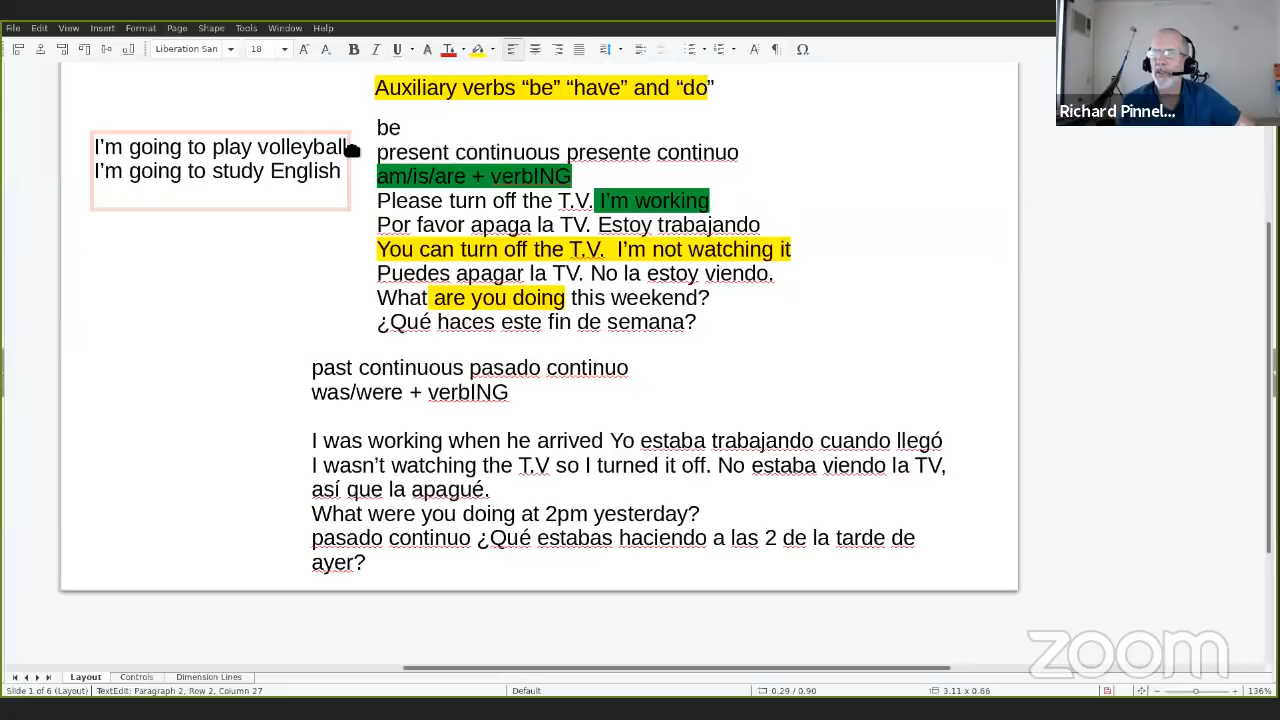 File Edit View Insert Format Page Shape Tools Window Help
Liberation San 18
Richard Pinnel...
Auxiliary verbs “be” “have” and “do”
I’m going to play volleyball
I’m going to study English
be
present continuous presente continuo
am/is/are + verbING
Please turn off the T.V. I’m working
Por favor apaga la TV. Estoy trabajando
You can turn off the T.V. I’m not watching it
Puedes apagar la TV. No la estoy viendo.
What are you doing this weekend?
¿Qué haces este fin de semana?
past continuous pasado continuo
was/were + verbING
I was working when he arrived Yo estaba trabajando cuando llegó
I wasn’t watching the T.V so I turned it off. No estaba viendo la TV,
así que la apagué.
What were you doing at 2pm yesterday?
pasado continuo ¿Qué estabas haciendo a las 2 de la tarde de
ayer?
zoom
Layout Controls Dimension Lines
Slide 1 of 6 (Layout) TextEdit: Paragraph 2, Row 2, Column 27 Default 0.29 / 0.90 3.11 x 0.66 136%